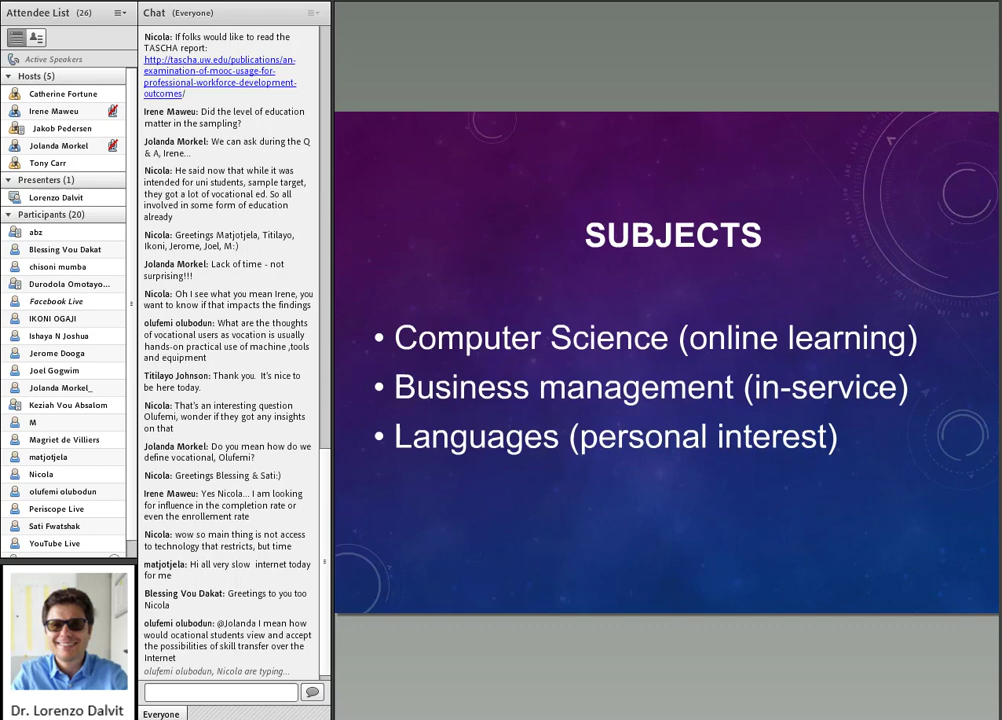 Attendee List (26)
Active Speakers
Hosts (5)
Catherine Fortune
Irene Maweu
Jakob Pedersen
Jolanda Morkel
Tony Carr
Presenters (1)
Lorenzo Dalvit
Participants (20)
abz
Blessing Vou Dakat
chisoni mumba
Durodola Omotayo...
Facebook Live
IKONI OGAJI
Ishaya N Joshua
Jerome Dooga
Joel Gogwim
Jolanda Morkel_
Keziah Vou Absalom
M
Magriet de Villiers
matjotjela
Nicola
olufemi olubodun
Periscope Live
Sati Fwatshak
YouTube Live
Dr. Lorenzo Dalvit
Chat (Everyone)
Nicola: If folks would like to read the
TASCHA report:
http://tascha.uw.edu/publications/an-
examination-of-mooc-usage-for-
professional-workforce-development-
outcomes/
Irene Maweu: Did the level of education
matter in the sampling?
Jolanda Morkel: We can ask during the Q
& A, Irene...
Nicola: He said now that while it was
intended for uni students, sample target,
they got a lot of vocational ed. So all
involved in some form of education
already
Nicola: Greetings Matjotjela, Titilayo,
Ikoni, Jerome, Joel, M:)
Jolanda Morkel: Lack of time - not
surprising!!!
Nicola: Oh I see what you mean Irene, you
want to know if that impacts the findings
olufemi olubodun: What are the thoughts
of vocational users as vocation is usually
hands-on practical use of machine ,tools
and equipment
Titilayo Johnson: Thank you. It's nice to
be here today.
Nicola: That's an interesting question
Olufemi, wonder if they got any insights
on that
Jolanda Morkel: Do you mean how do we
define vocational, Olufemi?
Nicola: Greetings Blessing & Sati:)
Irene Maweu: Yes Nicola... I am looking
for influence in the completion rate or
even the enrollement rate
Nicola: wow so main thing is not access
to technology that restricts, but time
matjotjela: Hi all very slow internet today
for me
Blessing Vou Dakat: Greetings to you too
Nicola
olufemi olubodun: @Jolanda I mean how
would ocational students view and accept
the possibilities of skill transfer over the
Internet
olufemi olubodun, Nicola are typing...
Everyone
SUBJECTS
• Computer Science (online learning)
• Business management (in-service)
• Languages (personal interest)